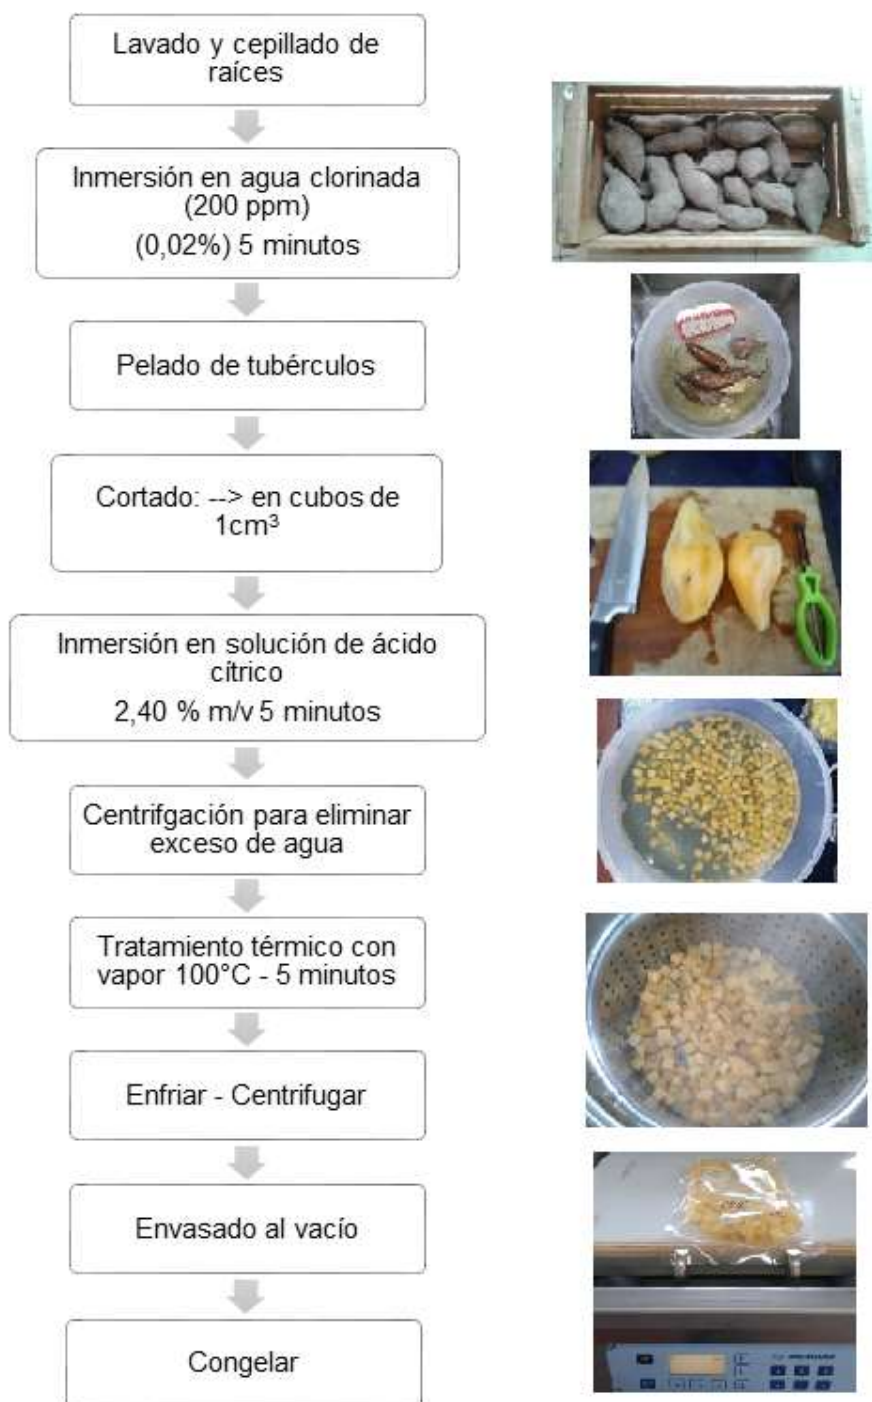 Lavado y cepillado de
raíces
Inmersión en agua clorinada
(200 ppm)
(0,02%) 5 minutos
Pelado de tubérculos
Cortado: --> en cubos de
1cm³
Inmersión en solución de ácido
cítrico
2,40 % m/v 5 minutos
Centrifgación para eliminar
exceso de agua
Tratamiento térmico con
vapor 100°C - 5 minutos
Enfriar - Centrifugar
Envasado al vacío
Congelar